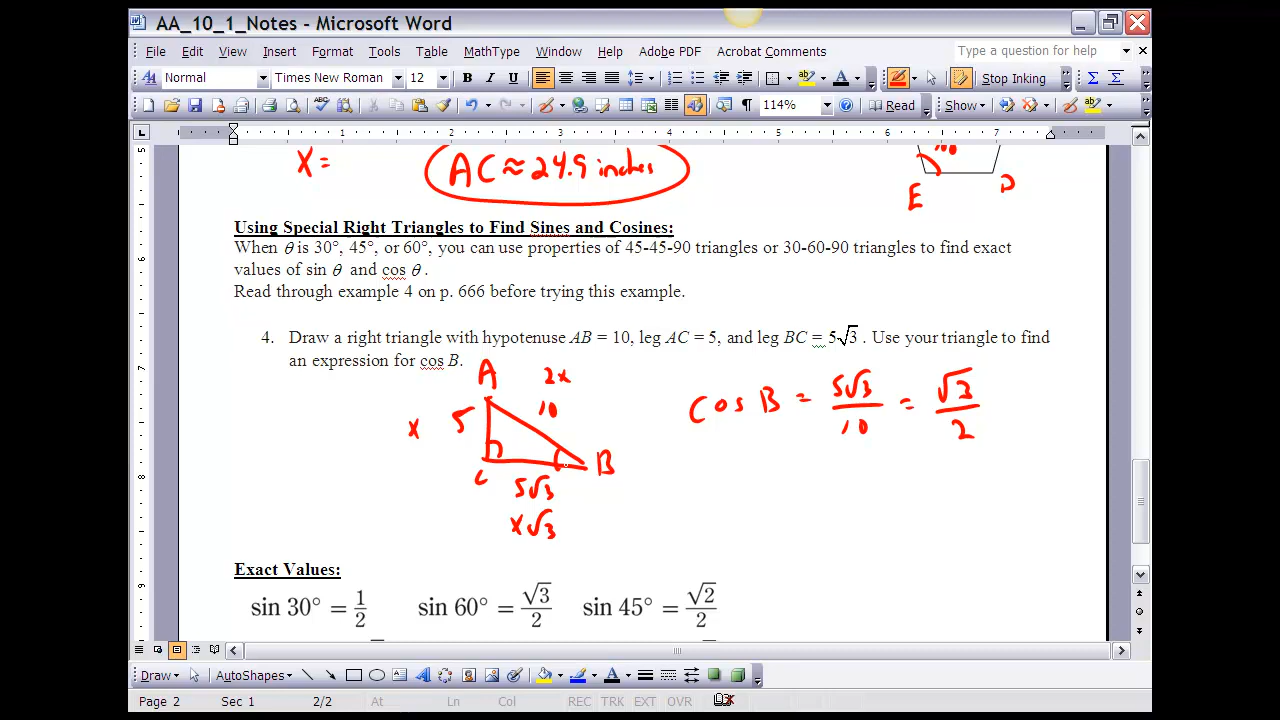 AA_10_1_Notes - Microsoft Word
File Edit View Insert Format Tools Table MathType Window Help Adobe PDF Acrobat Comments Type a question for help
Normal Times New Roman 12 B I U Stop Inking
114% Read Show
1 2 3 4 5 6 7
X = AC ≈ 24.9 inches
E D
Using Special Right Triangles to Find Sines and Cosines:
When θ is 30°, 45°, or 60°, you can use properties of 45-45-90 triangles or 30-60-90 triangles to find exact
values of sin θ and cos θ.
Read through example 4 on p. 666 before trying this example.
4. Draw a right triangle with hypotenuse AB = 10, leg AC = 5, and leg BC = 5√3. Use your triangle to find
an expression for cos B.
A 2x
x 5 10
C B
5√3
x√3
Cos B = 5√3/10 = √3/2
Exact Values:
sin 30° = 1/2 sin 60° = √3/2 sin 45° = √2/2
Draw AutoShapes
Page 2 Sec 1 2/2 At Ln Col REC TRK EXT OVR